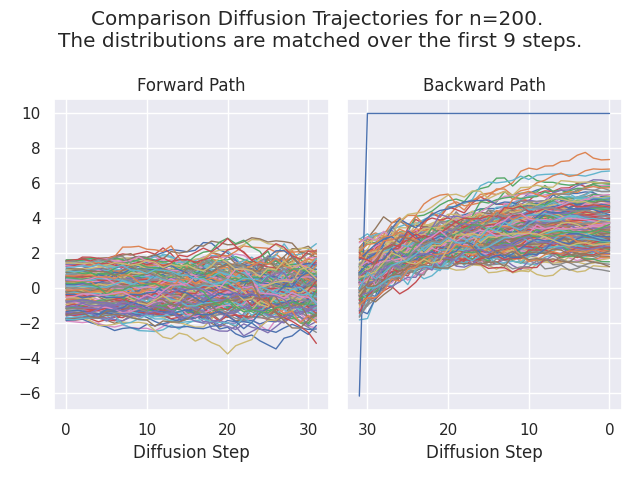 Comparison Diffusion Trajectories for n=200.
The distributions are matched over the first 9 steps.
Forward Path
Backward Path
10
8
6
4
2
0
−2
−4
−6
0 10 20 30
30 20 10 0
Diffusion Step
Diffusion Step